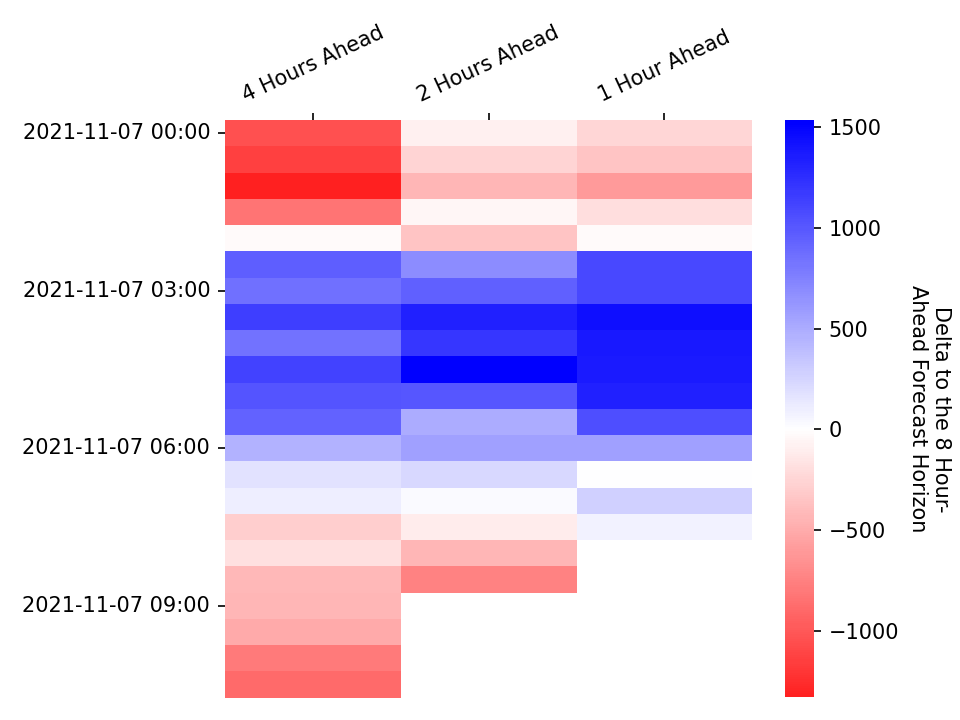 4 Hours Ahead
2 Hours Ahead
1 Hour Ahead
2021-11-07 00:00
2021-11-07 03:00
2021-11-07 06:00
2021-11-07 09:00
1500
1000
500
0
−500
−1000
Delta to the 8 Hour-
Ahead Forecast Horizon